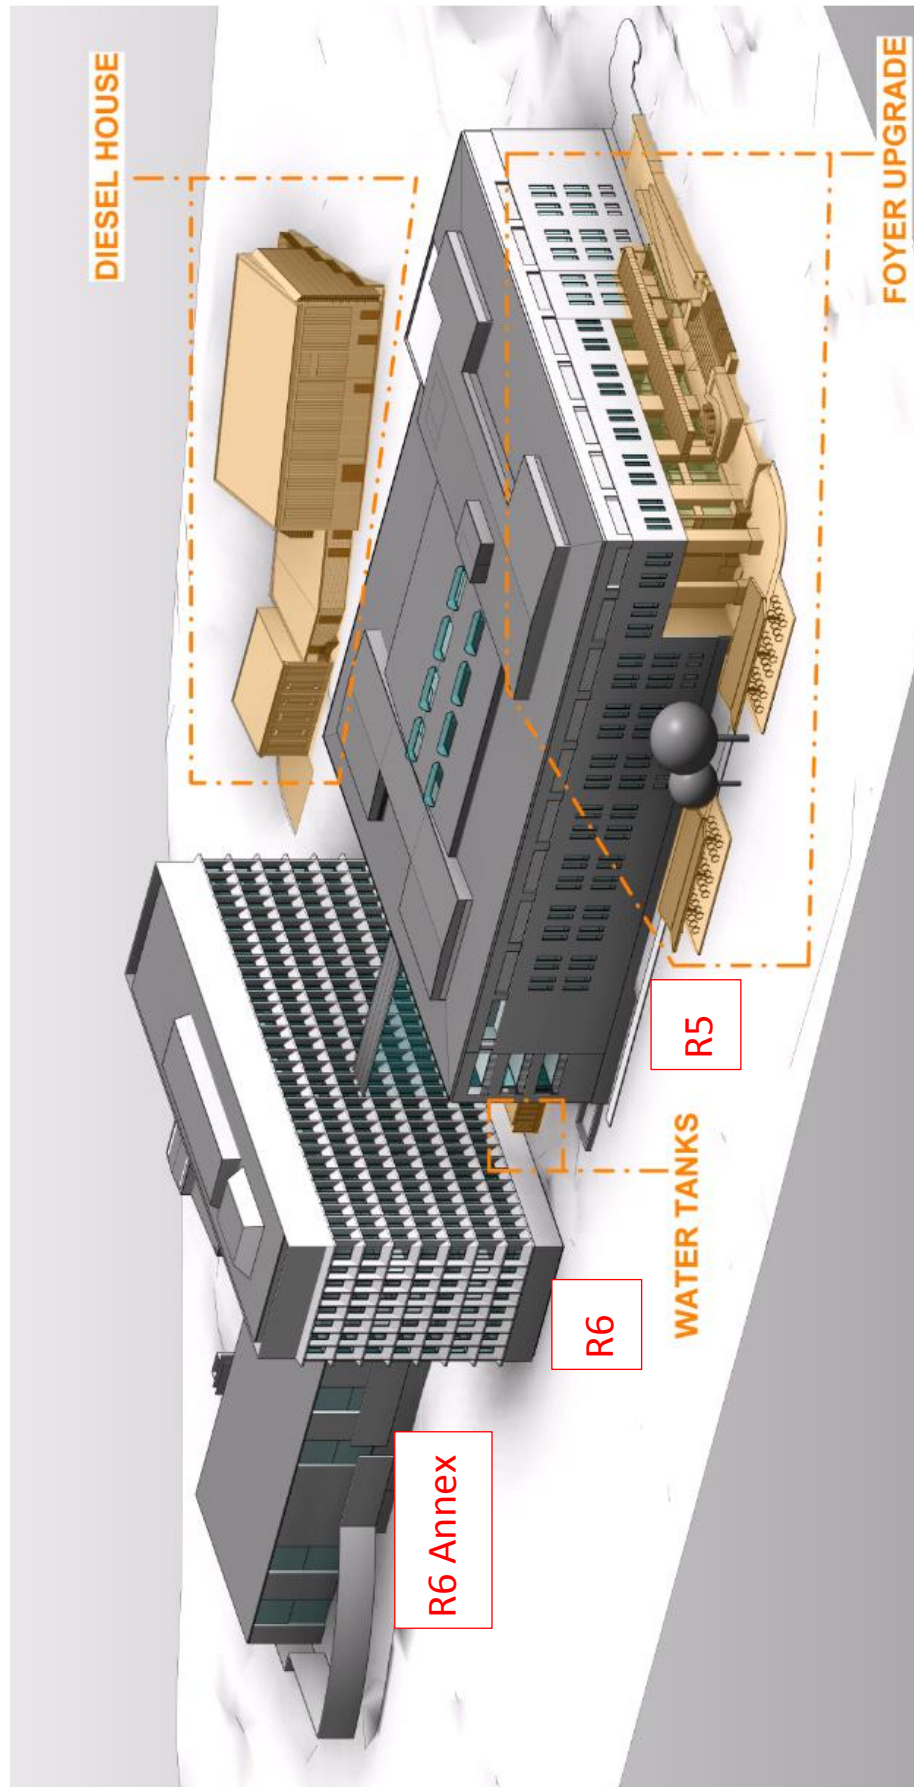 DIESEL HOUSE
R6 Annex
R6
WATER TANKS
R5
FOYER UPGRADE